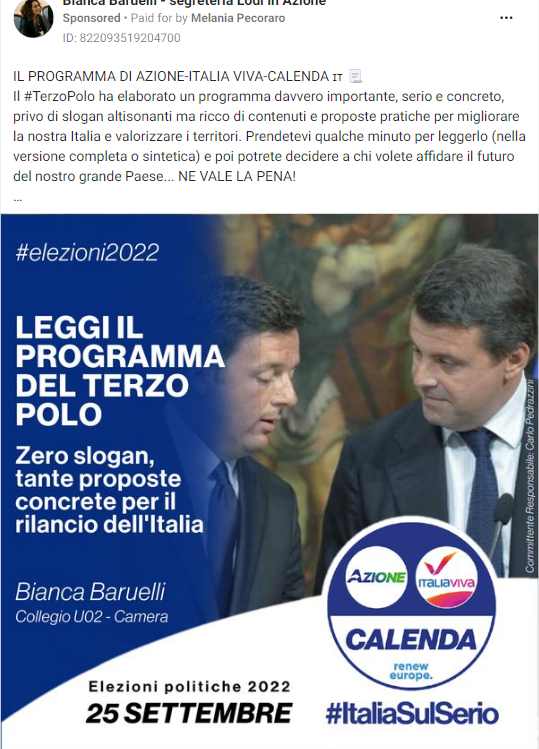 Bianca Baruelli - segreteria Lodi in Azione
Sponsored • Paid for by Melania Pecoraro
ID: 822093519204700
IL PROGRAMMA DI AZIONE-ITALIA VIVA-CALENDA IT
Il #TerzoPolo ha elaborato un programma davvero importante, serio e concreto,
privo di slogan altisonanti ma ricco di contenuti e proposte pratiche per migliorare
la nostra Italia e valorizzare i territori. Prendetevi qualche minuto per leggerlo (nella
versione completa o sintetica) e poi potrete decidere a chi volete affidare il futuro
del nostro grande Paese... NE VALE LA PENA!
...
#elezioni2022
LEGGI IL
PROGRAMMA
DEL TERZO
POLO
Zero slogan,
tante proposte
concrete per il
rilancio dell'Italia
Bianca Baruelli
Collegio U02 - Camera
Committente Responsabile: Carlo Pedrazzini
AZIONE
ITALIAVIVA
CALENDA
renew
europe.
Elezioni politiche 2022
25 SETTEMBRE
#ItaliaSulSerio